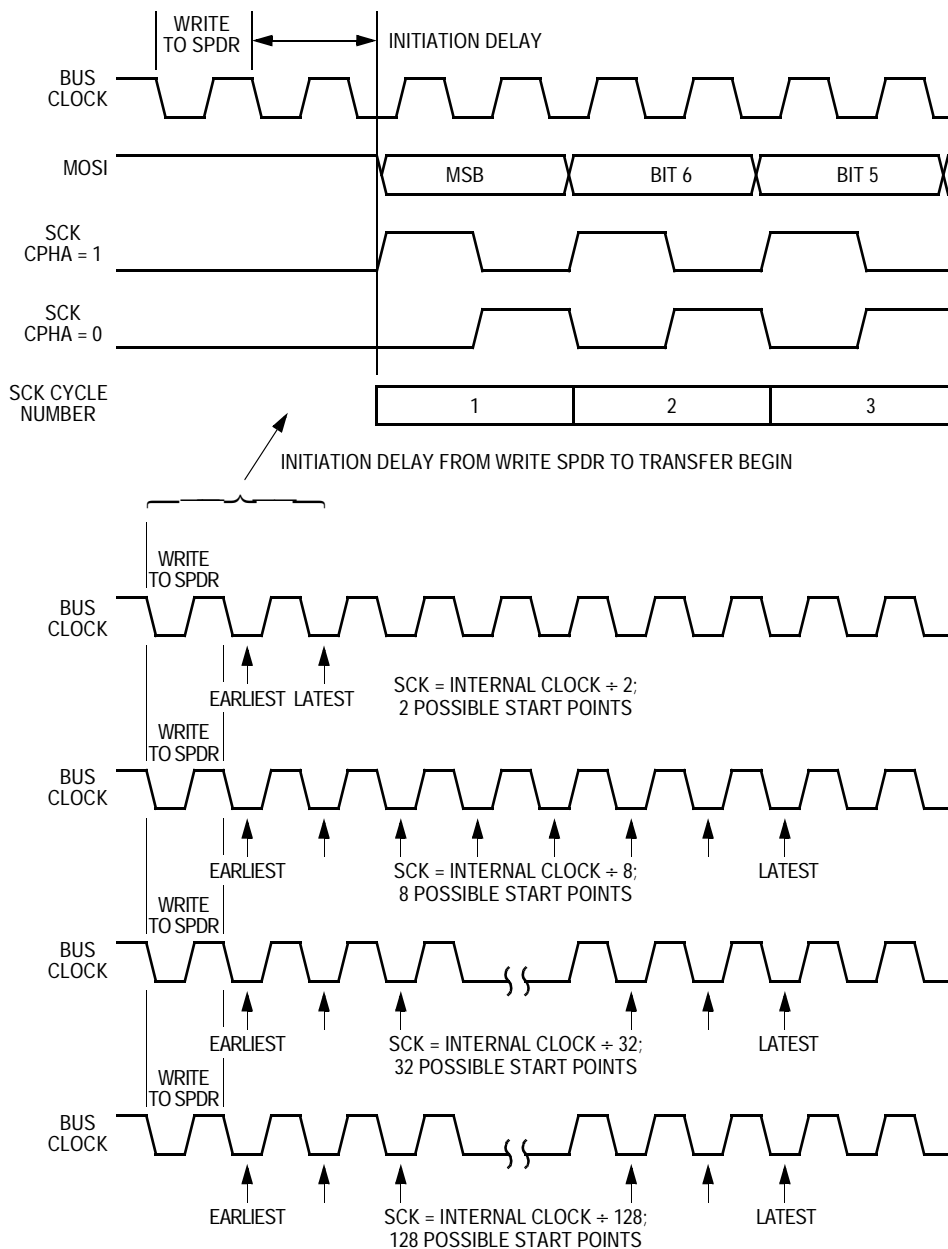 WRITE
TO SPDR
INITIATION DELAY
BUS
CLOCK
MOSI
MSB
BIT 6
BIT 5
SCK
CPHA = 1
SCK
CPHA = 0
SCK CYCLE
NUMBER
1
2
3
INITIATION DELAY FROM WRITE SPDR TO TRANSFER BEGIN
WRITE
TO SPDR
BUS
CLOCK
EARLIEST
LATEST
SCK = INTERNAL CLOCK ÷ 2;
2 POSSIBLE START POINTS
WRITE
TO SPDR
BUS
CLOCK
EARLIEST
SCK = INTERNAL CLOCK ÷ 8;
8 POSSIBLE START POINTS
LATEST
WRITE
TO SPDR
BUS
CLOCK
EARLIEST
SCK = INTERNAL CLOCK ÷ 32;
32 POSSIBLE START POINTS
LATEST
WRITE
TO SPDR
BUS
CLOCK
EARLIEST
SCK = INTERNAL CLOCK ÷ 128;
128 POSSIBLE START POINTS
LATEST